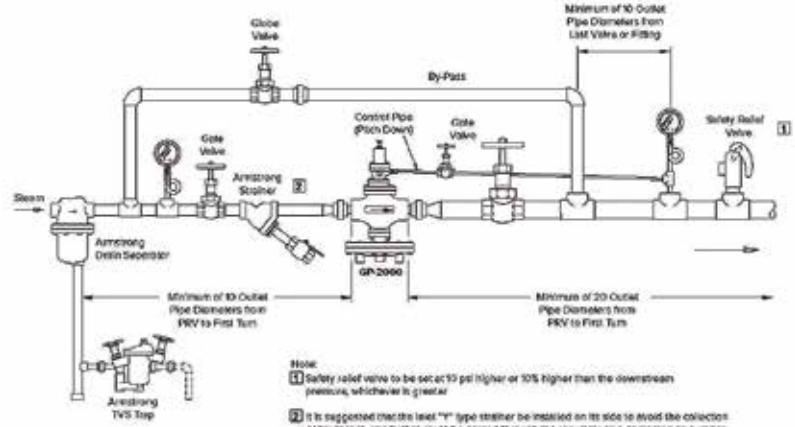 Minimum of 10 Outlet
Pipe Diameters from
Last Valve or Fitting
Globe
Valve
By-Pass
Control Pipe
(Pitch Down)
Gate
Valve
Safety Relief
Valve
1
Gate
Valve
Armstrong
Strainer
2
Steam
Armstrong
Drain Separator
GP-2000
Minimum of 10 Outlet
Pipe Diameters from
PRV to First Turn
Minimum of 20 Outlet
Pipe Diameters from
PRV to First Turn
Armstrong
TVS Trap
Note:
1 Safety relief valve to be set at 10 psi higher or 10% higher than the downstream
pressure, whichever is greater
2 It is suggested that the inlet "Y" type strainer be installed on its side to avoid the collection